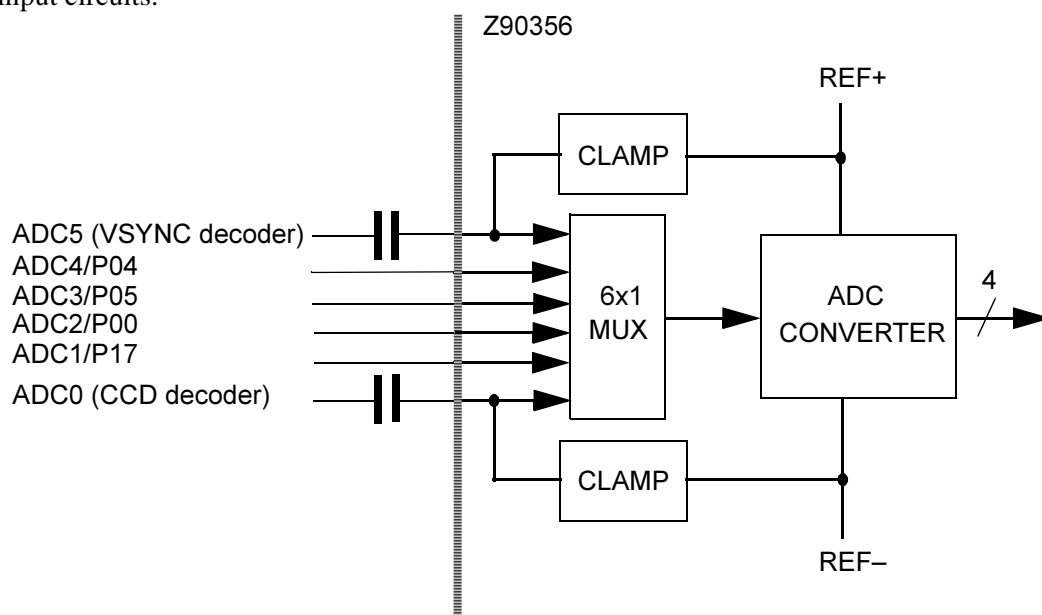 input circuits.
Z90356
REF+
CLAMP
ADC5 (VSYNC decoder)
ADC4/P04
ADC3/P05
ADC2/P00
ADC1/P17
ADC0 (CCD decoder)
6x1
MUX
ADC
CONVERTER
4
CLAMP
REF–